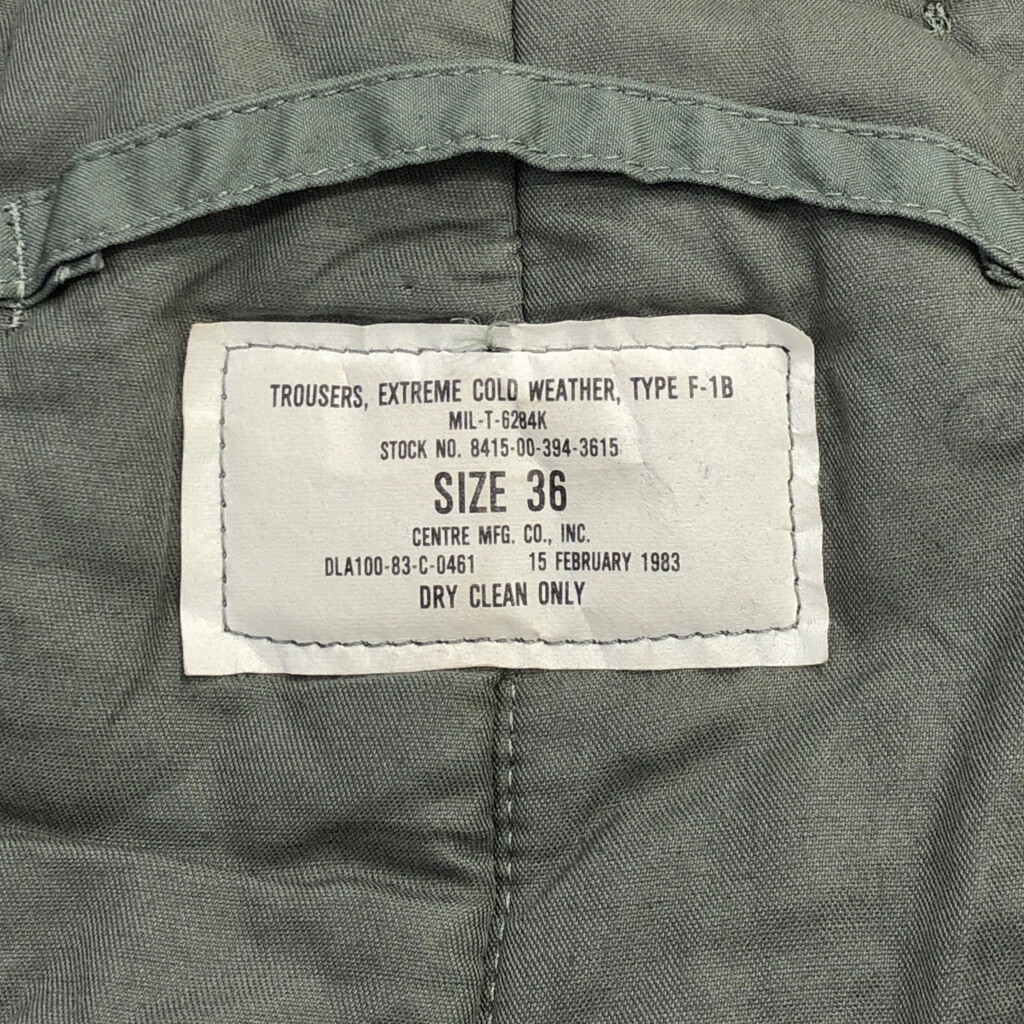 TROUSERS, EXTREME COLD WEATHER, TYPE F-1B
MIL-T-6284K
STOCK NO. 8415-00-394-3615
SIZE 36
CENTRE MFG. CO., INC.
DLA100-83-C-0461 15 FEBRUARY 1983
DRY CLEAN ONLY